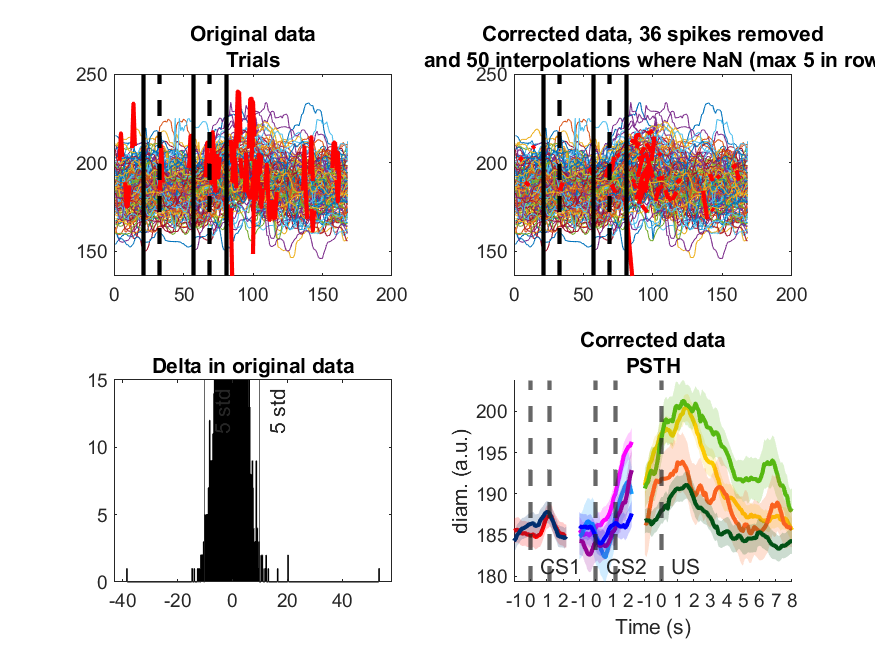 Original data
Trials
250
200
150
0 50 100 150 200
Corrected data, 36 spikes removed
and 50 interpolations where NaN (max 5 in row
250
200
150
0 50 100 150 200
Delta in original data
15
10
5
0
5 std
5 std
-40 -20 0 20 40
Corrected data
PSTH
diam. (a.u.)
200
195
190
185
180
CS1 CS2 US
-1 0 1 2 -1 0 1 2 -1 0 1 2 3 4 5 6 7 8
Time (s)